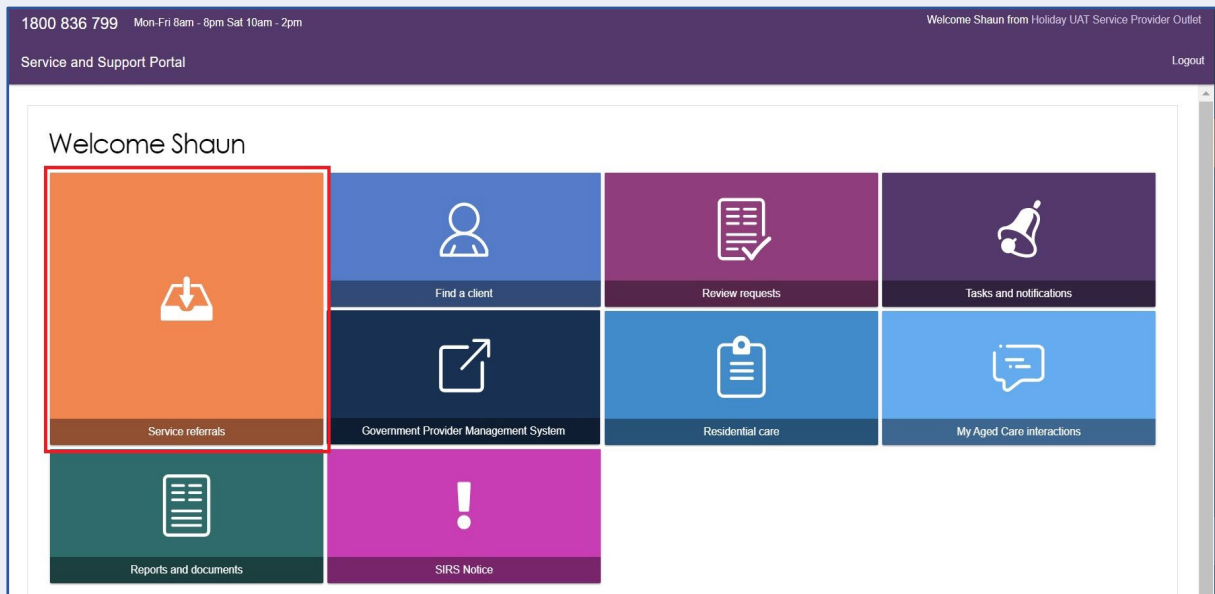 1800 836 799 Mon-Fri 8am - 8pm Sat 10am - 2pm
Welcome Shaun from Holiday UAT Service Provider Outlet
Service and Support Portal
Logout
Welcome Shaun
Find a client
Review requests
Tasks and notifications
Service referrals
Government Provider Management System
Residential care
My Aged Care interactions
Reports and documents
SIRS Notice